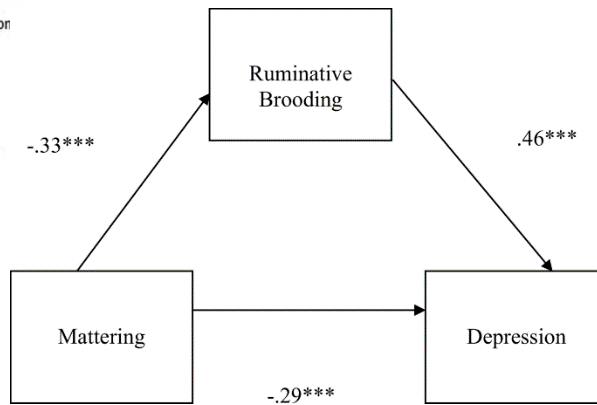 Ruminative
Brooding
-.33***
.46***
Mattering
Depression
-.29***